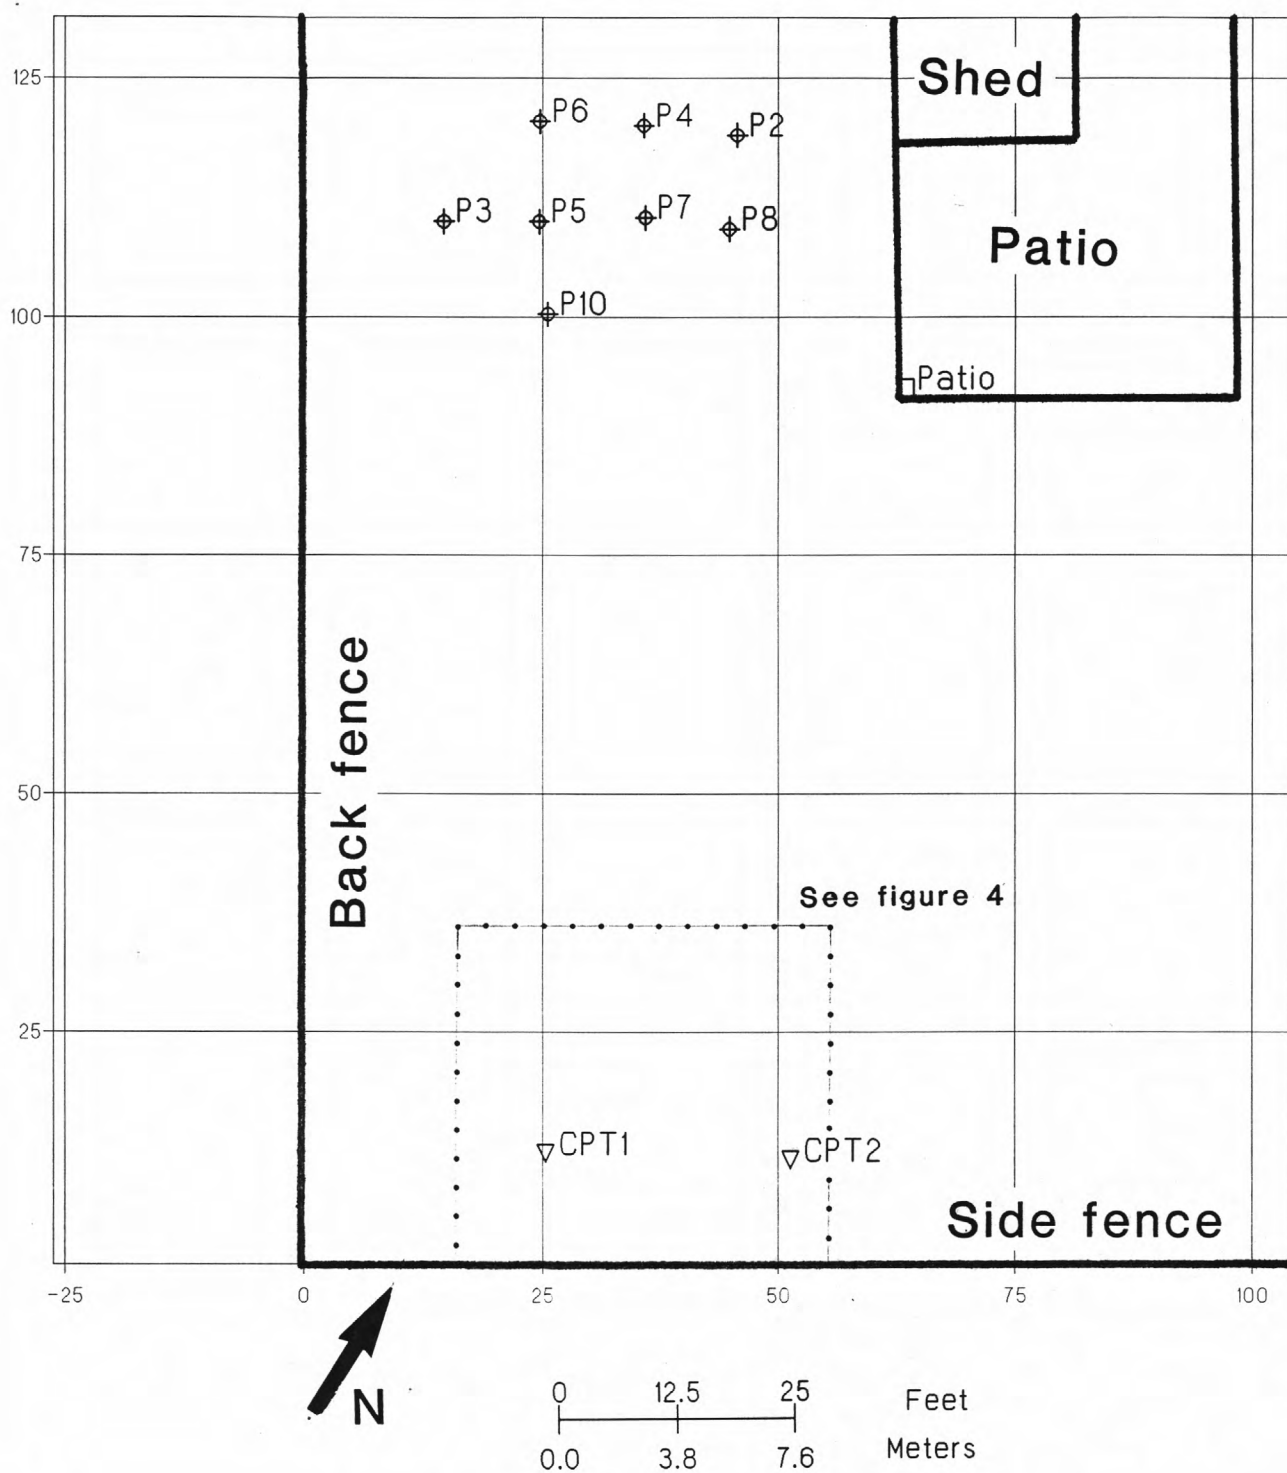 125
Shed
P6
P4
P2
P3
P5
P7
P8
Patio
100
P10
Patio
75
Back fence
50
See figure 4
25
CPT1
CPT2
Side fence
-25
0
25
50
75
100
N
0
12.5
25
Feet
0.0
3.8
7.6
Meters